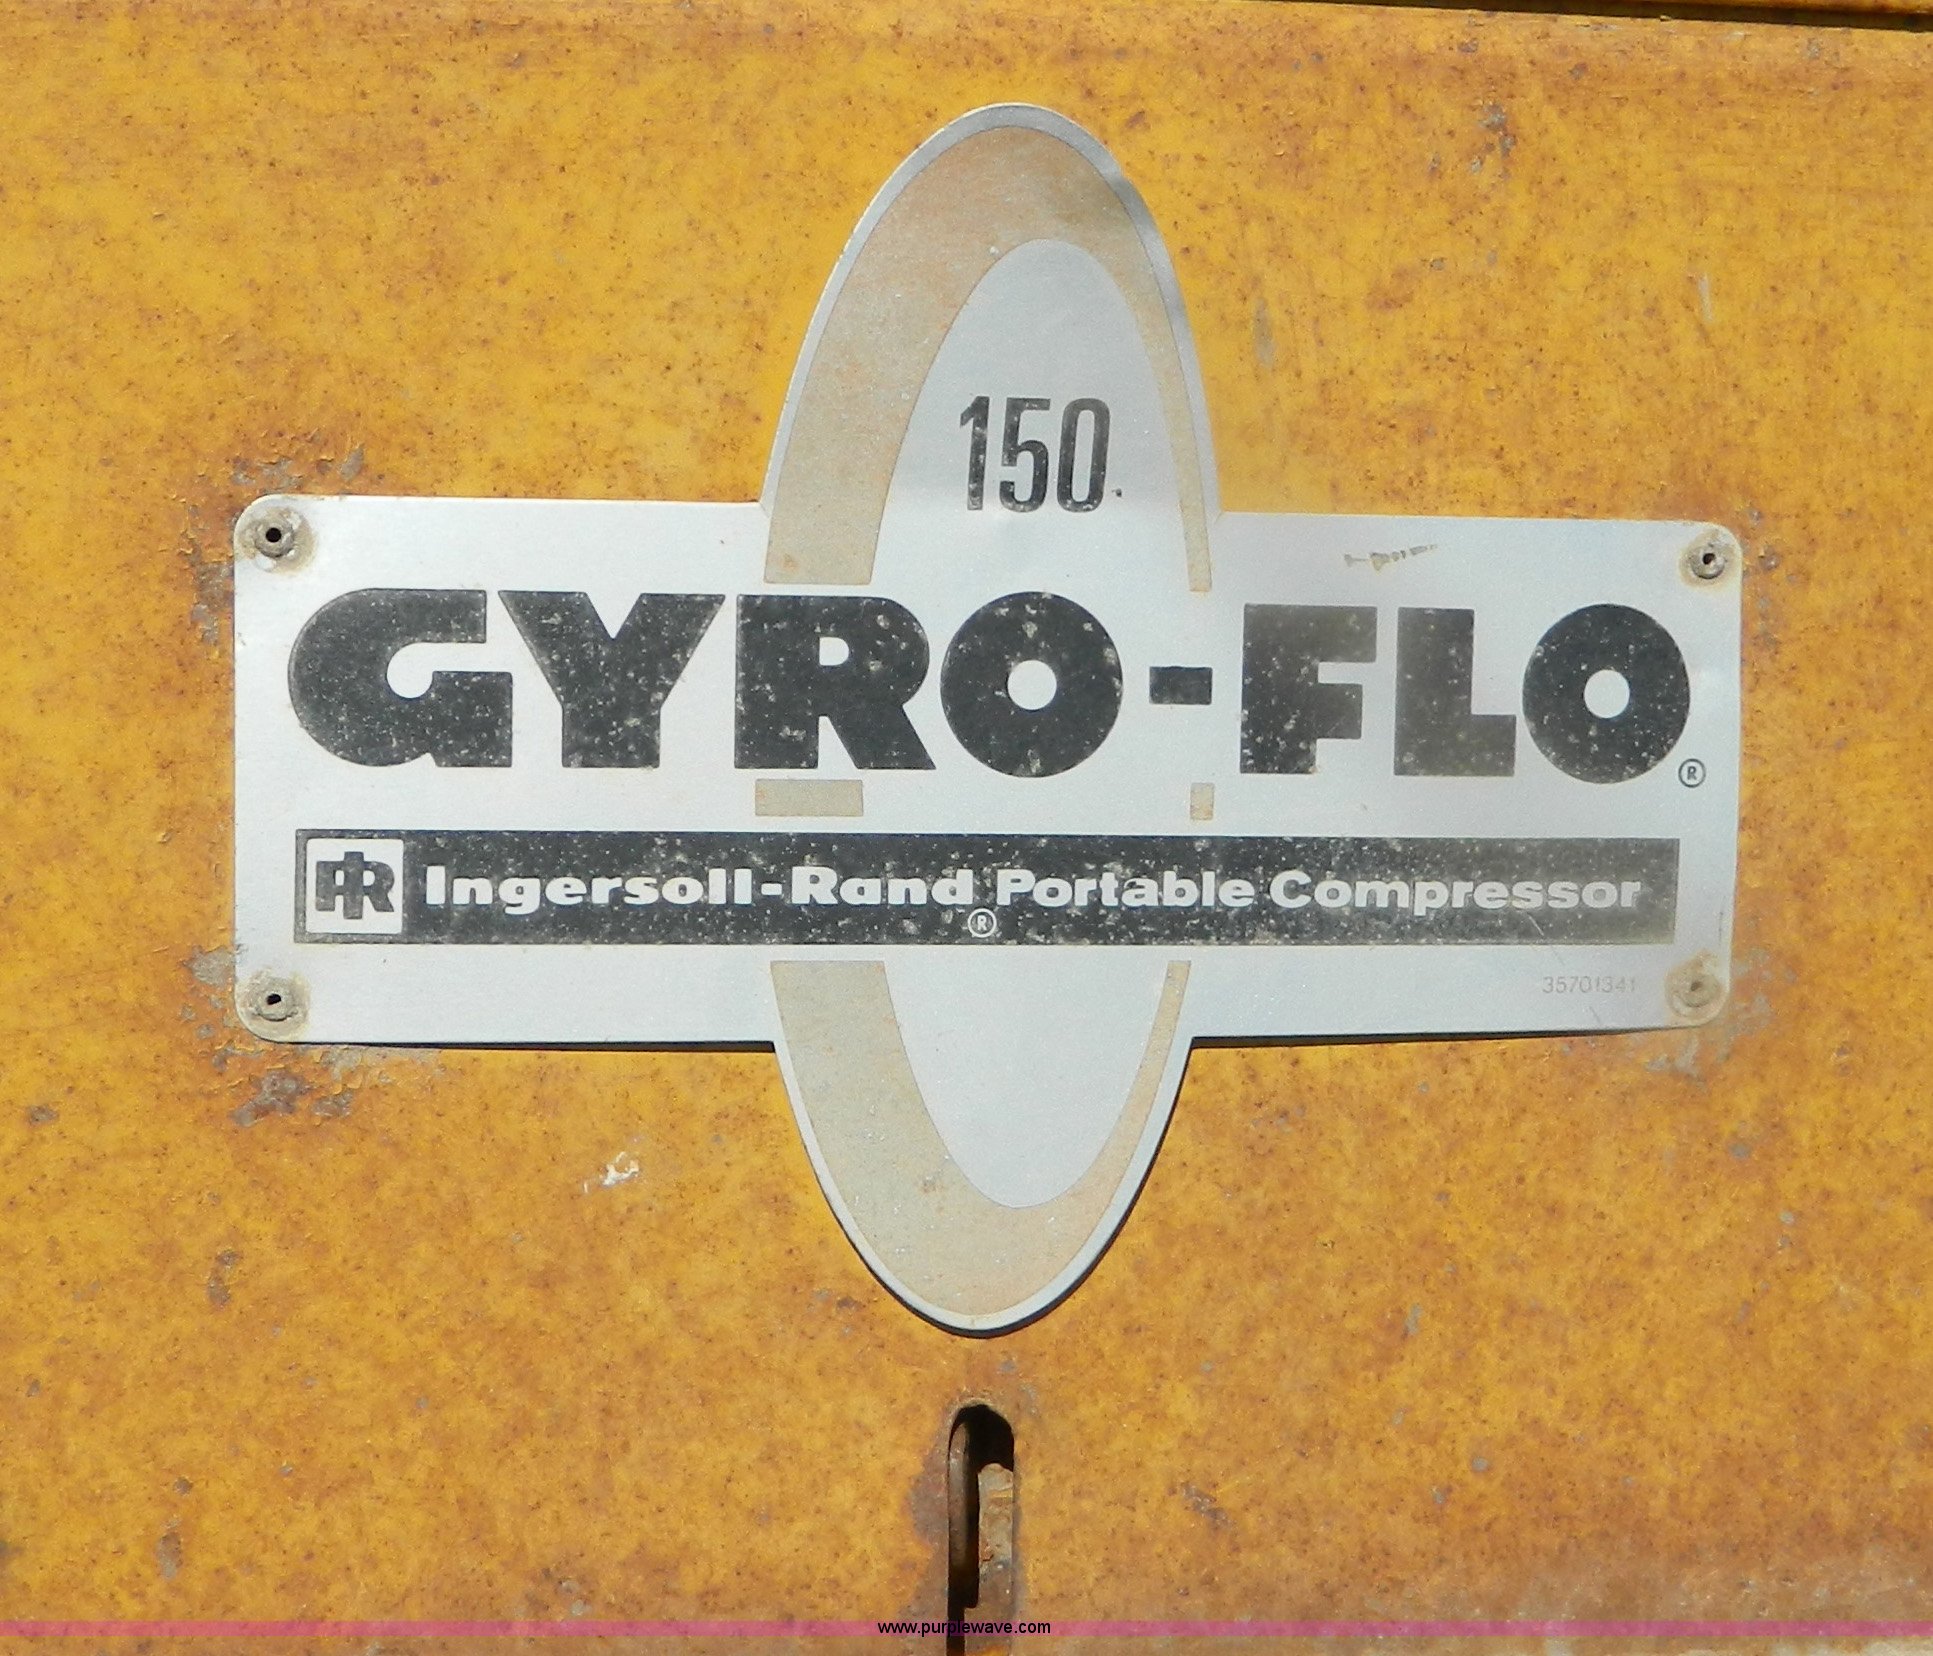 150
GYRO-FLO®
IR Ingersoll-Rand® Portable Compressor
35701341
www.purplewave.com